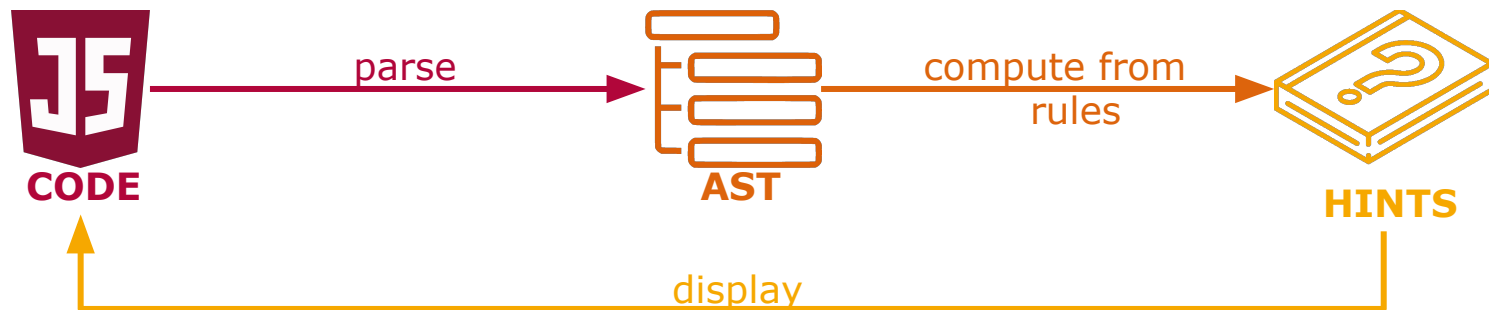 JS
parse
compute from
rules
?
CODE
AST
HINTS
display